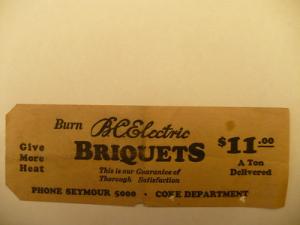 Burn B.C. Electric
BRIQUETS
Give
More
Heat
This is our Guarantee of
Thorough Satisfaction
$11.00
A Ton
Delivered
PHONE SEYMOUR 5000 - COKE DEPARTMENT